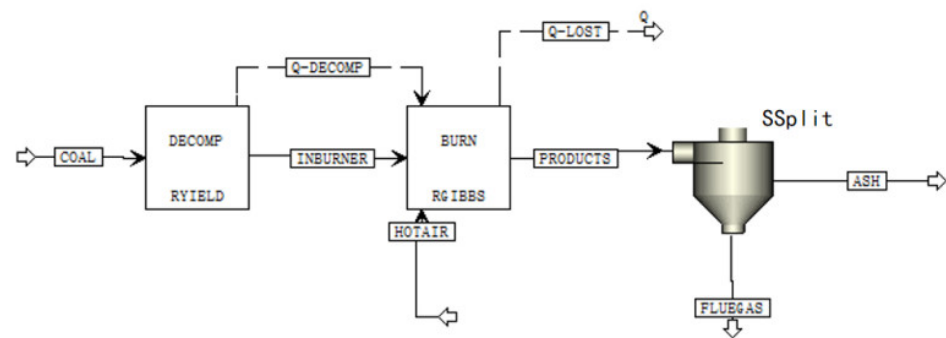 Q
Q-LOST
Q-DECOMP
SSplit
DECOMP
BURN
COAL
INBURNER
PRODUCTS
ASH
RYIELD
RGIBBS
HOTAIR
FLUEGAS